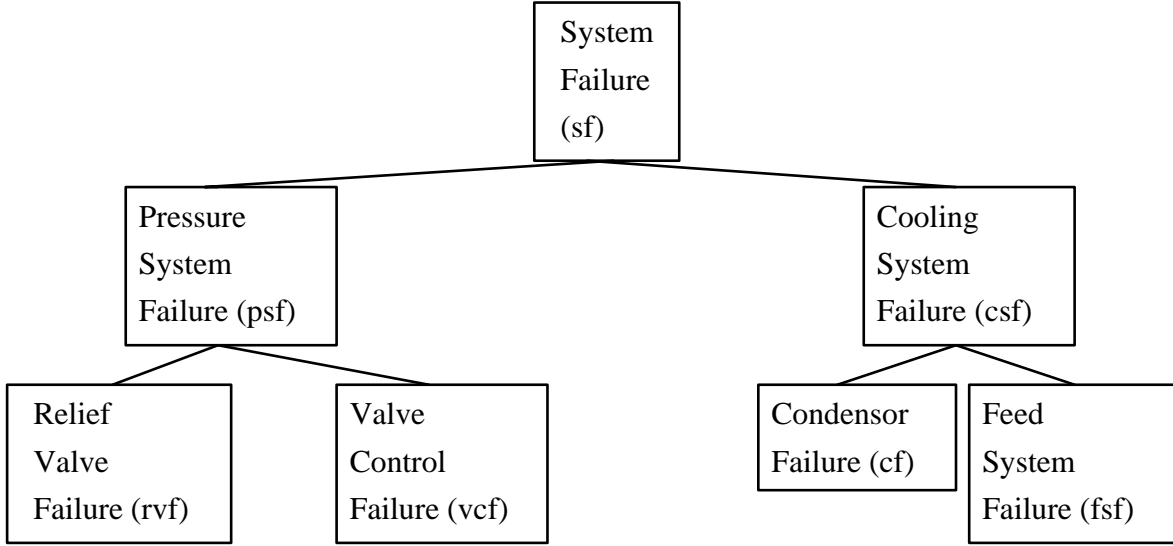 System
Failure
(sf)
Pressure
System
Failure (psf)
Cooling
System
Failure (csf)
Relief
Valve
Failure (rvf)
Valve
Control
Failure (vcf)
Condensor
Failure (cf)
Feed
System
Failure (fsf)